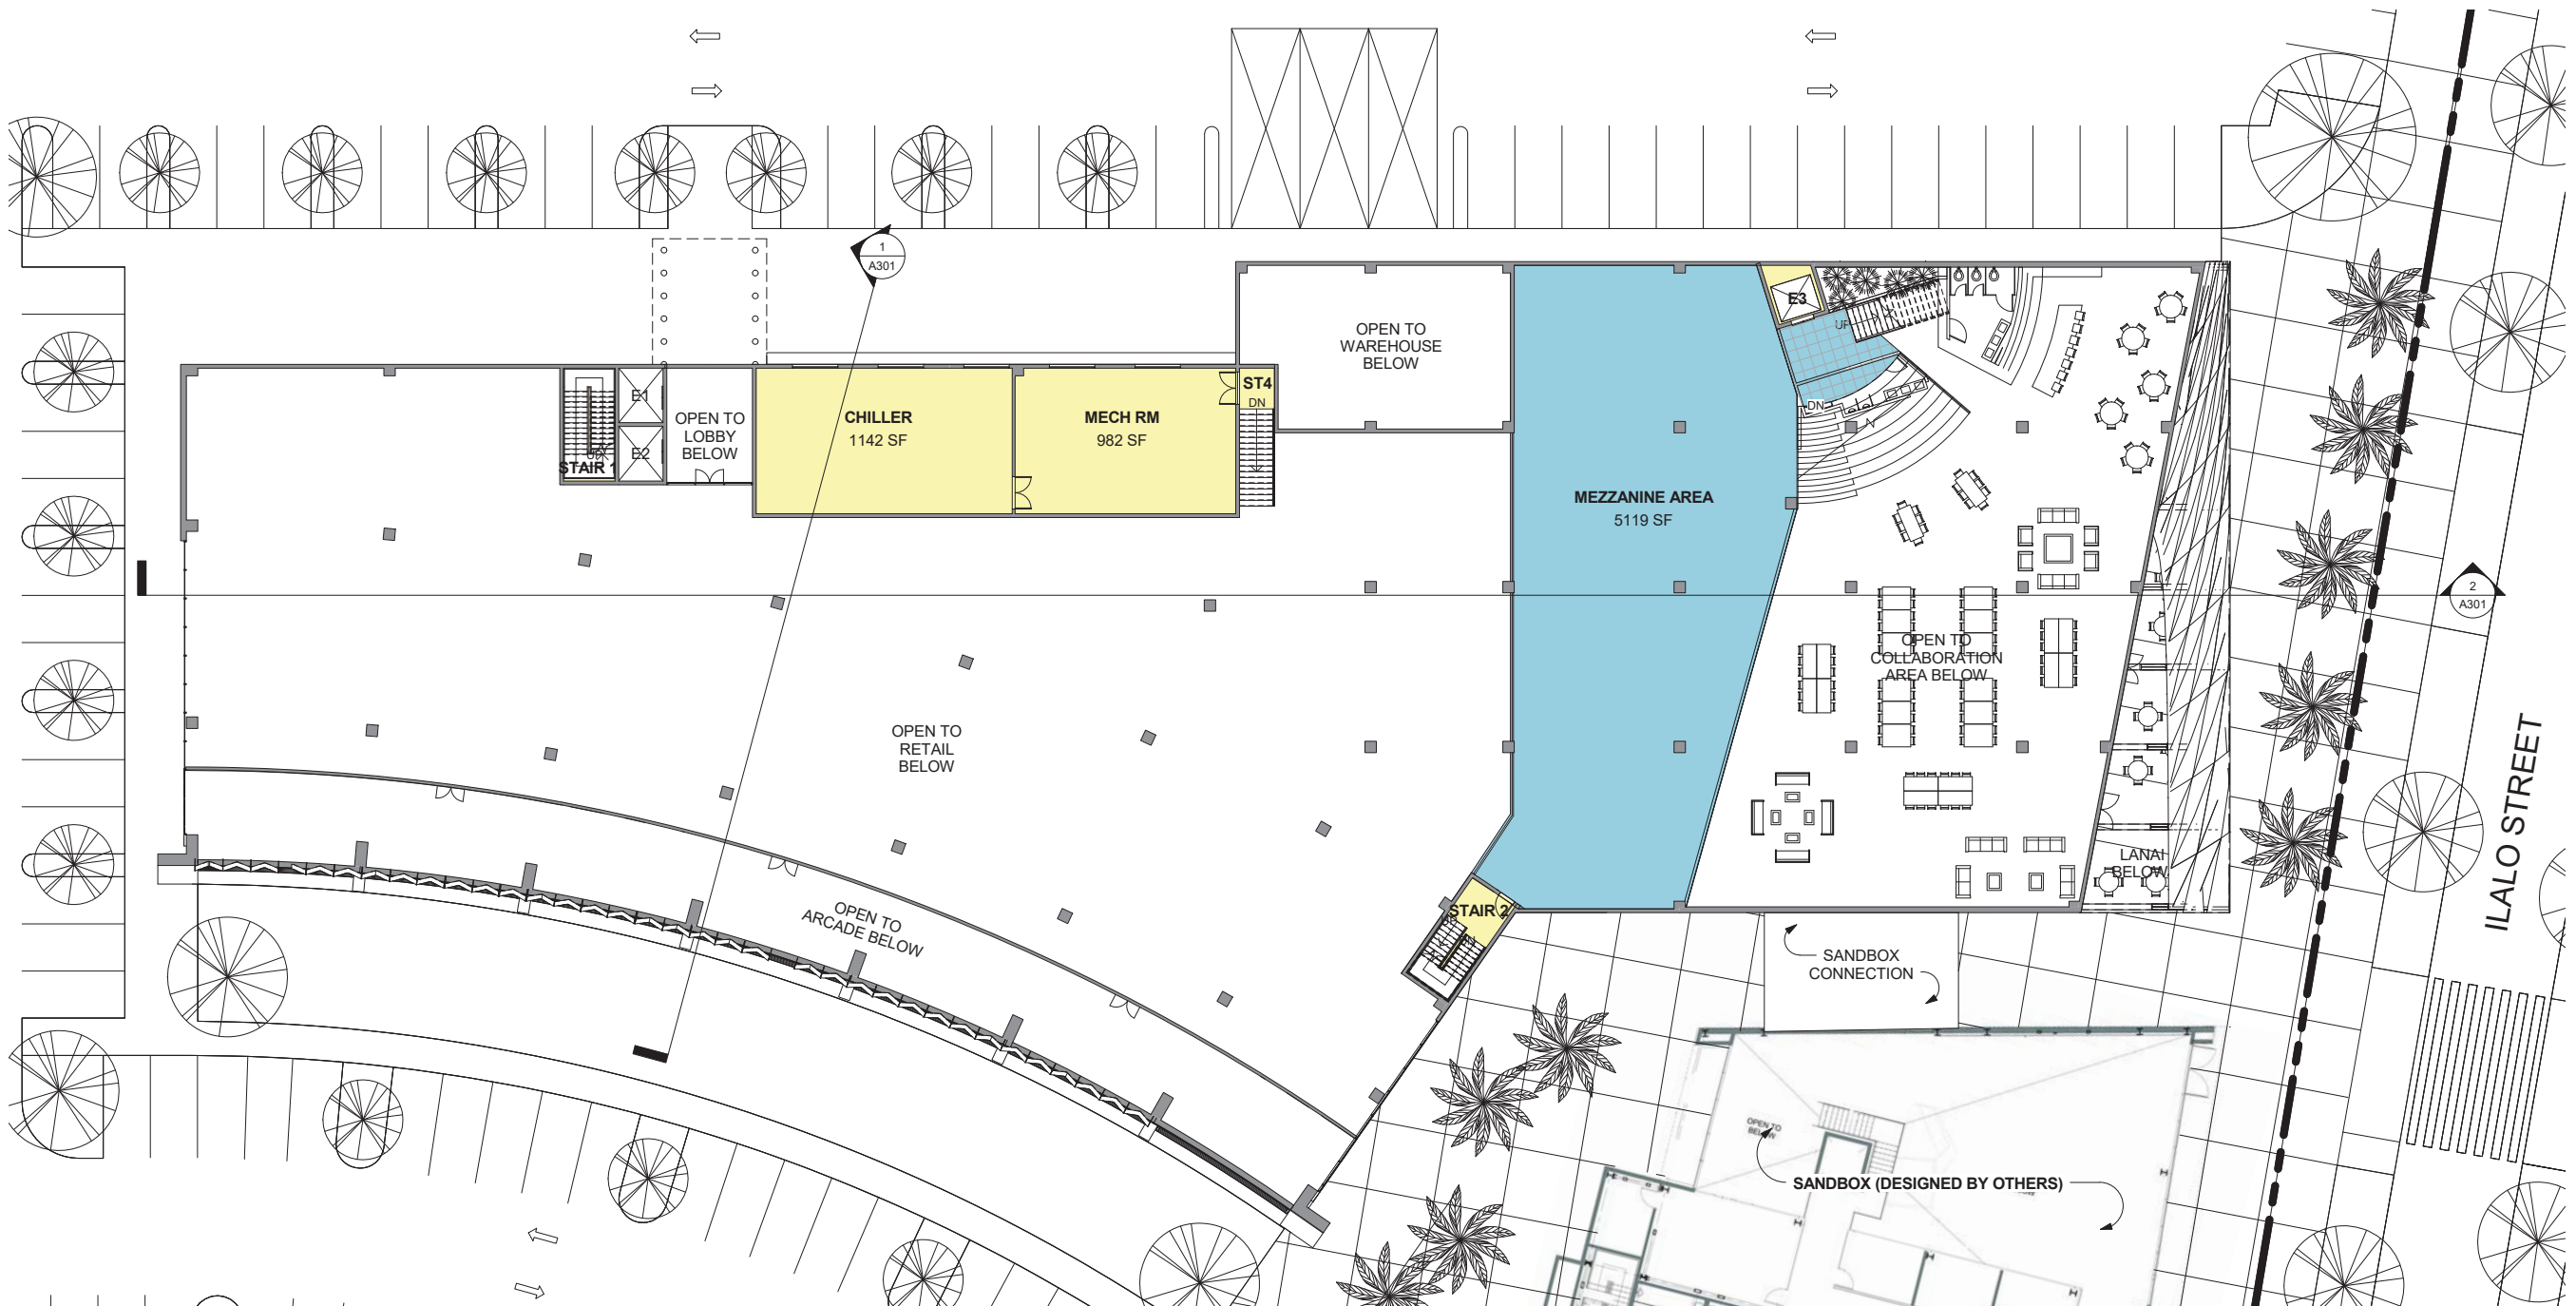 1
A301
OPEN TO
WAREHOUSE
BELOW
E3
UP
E1
E2
STAIR 1
OPEN TO
LOBBY
BELOW
CHILLER
1142 SF
MECH RM
982 SF
ST4
DN
DN
MEZZANINE AREA
5119 SF
2
A301
OPEN TO
COLLABORATION
AREA BELOW
OPEN TO
RETAIL
BELOW
LANAI
BELOW
ILALO STREET
OPEN TO
ARCADE BELOW
STAIR 2
SANDBOX
CONNECTION
OPEN TO
BELOW
SANDBOX (DESIGNED BY OTHERS)